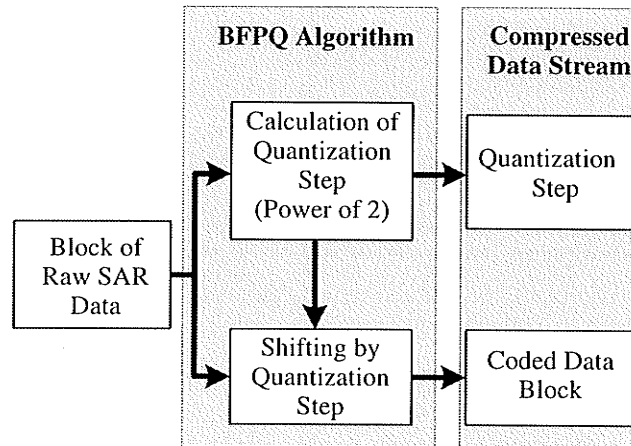 BFPQ Algorithm
Compressed
Data Stream
Calculation of
Quantization
Step
(Power of 2)
Quantization
Step
Block of
Raw SAR
Data
Shifting by
Quantization
Step
Coded Data
Block